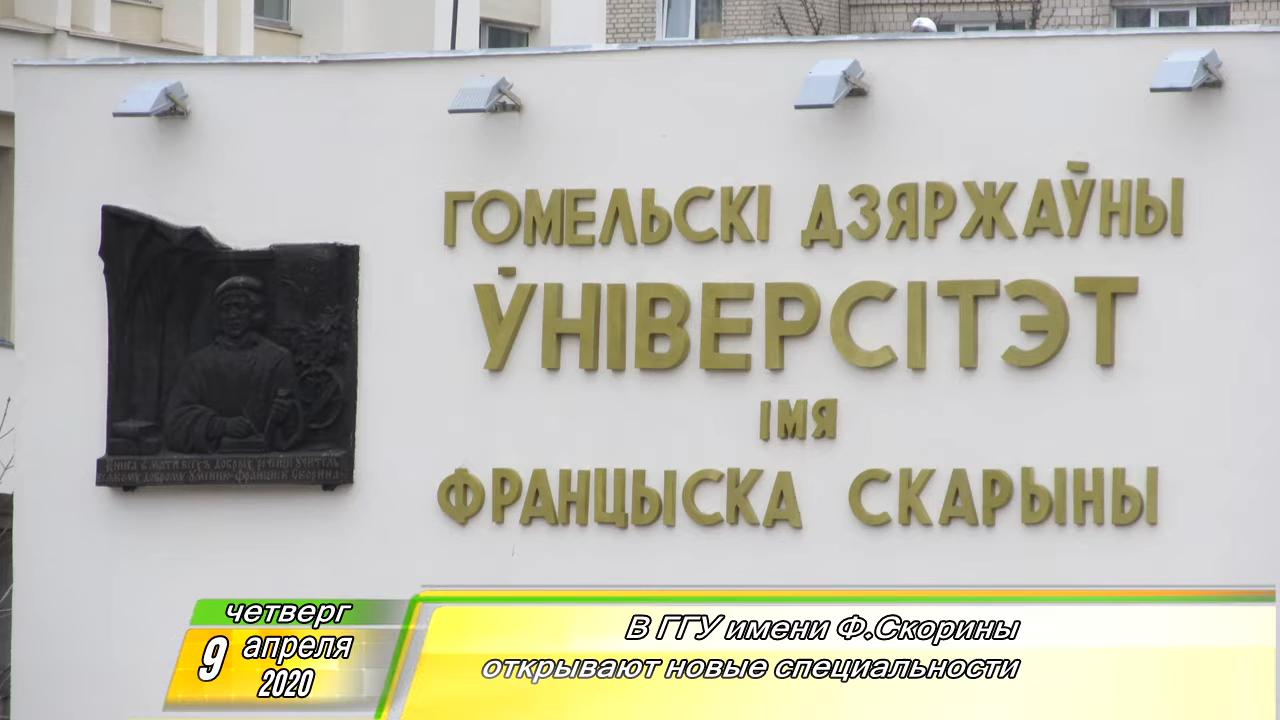 ГОМЕЛЬСКІ ДЗЯРЖАЎНЫ
ЎНІВЕРСІТЭТ
ІМЯ
ФРАНЦЫСКА СКАРЫНЫ
четверг
9 апреля
2020
В ГГУ имени Ф.Скорины
открывают новые специальности